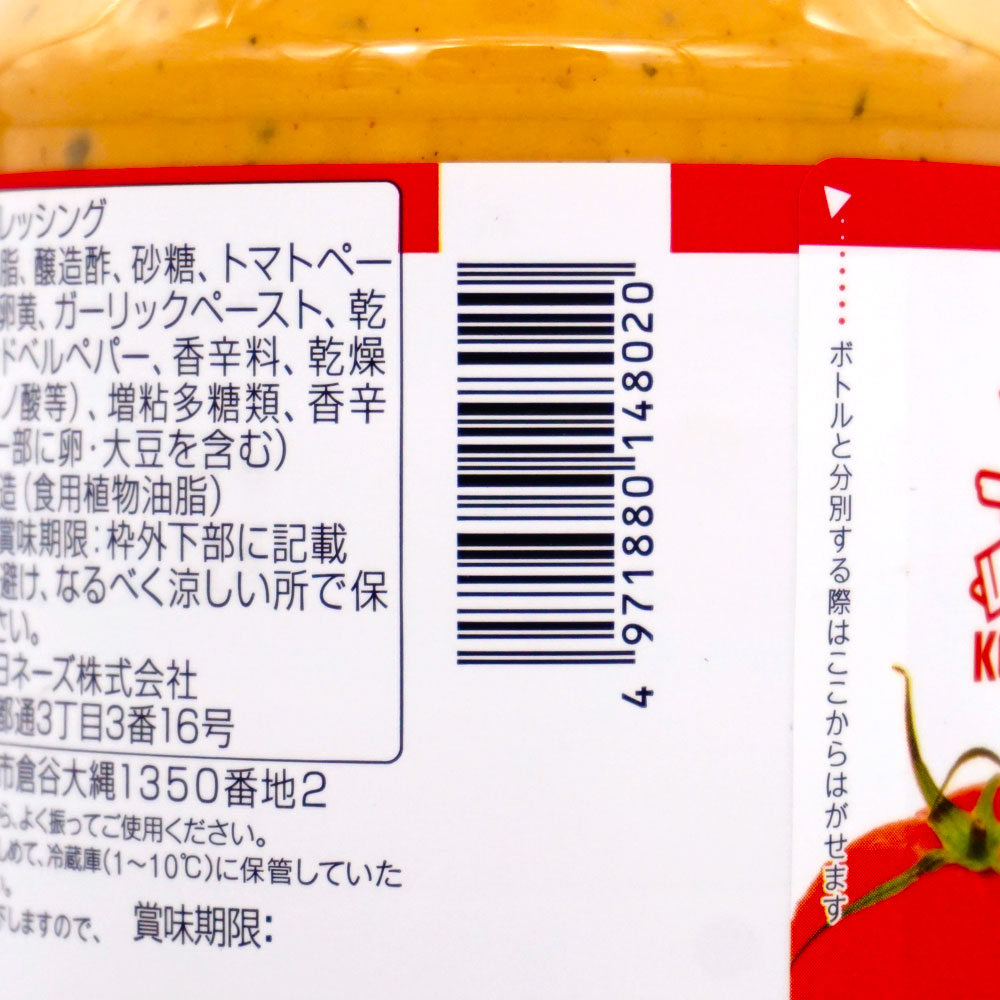 レッシング
脂、醸造酢、砂糖、トマトペー
卵黄、ガーリックペースト、乾
ドベルペパー、香辛料、乾燥
ノ酸等)、増粘多糖類、香辛
一部に卵・大豆を含む)
造(食用植物油脂)
賞味期限:枠外下部に記載
避け、なるべく涼しい所で保
さい。
ヨネーズ株式会社
都通3丁目3番16号
市倉谷大縄1350番地2
ら、よく振ってご使用ください。
しめて、冷蔵庫(1~10℃)に保管していた
い。
しますので、 賞味期限:
4971880148020
ボトルと分別する際はここからはがせます